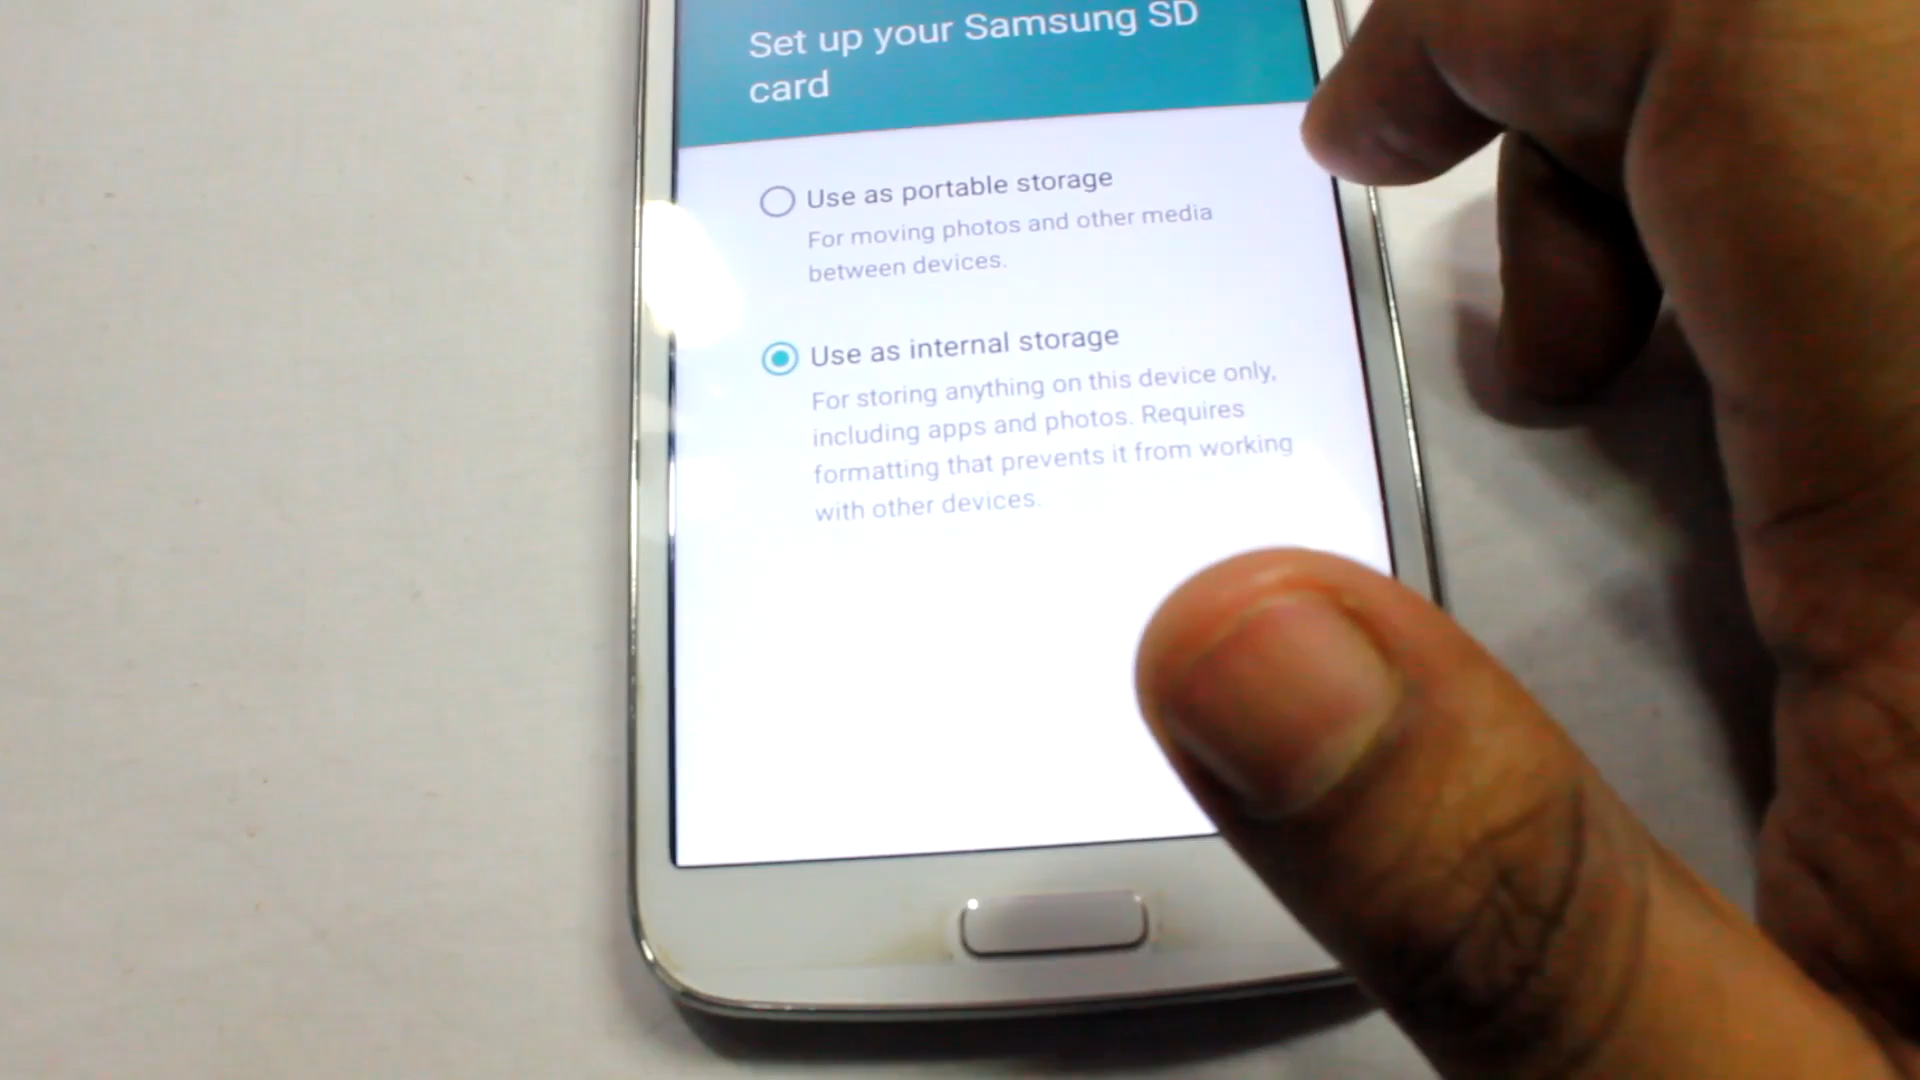 Set up your Samsung SD
card
Use as portable storage
For moving photos and other media
between devices.
Use as internal storage
For storing anything on this device only,
including apps and photos. Requires
formatting that prevents it from working
with other devices.